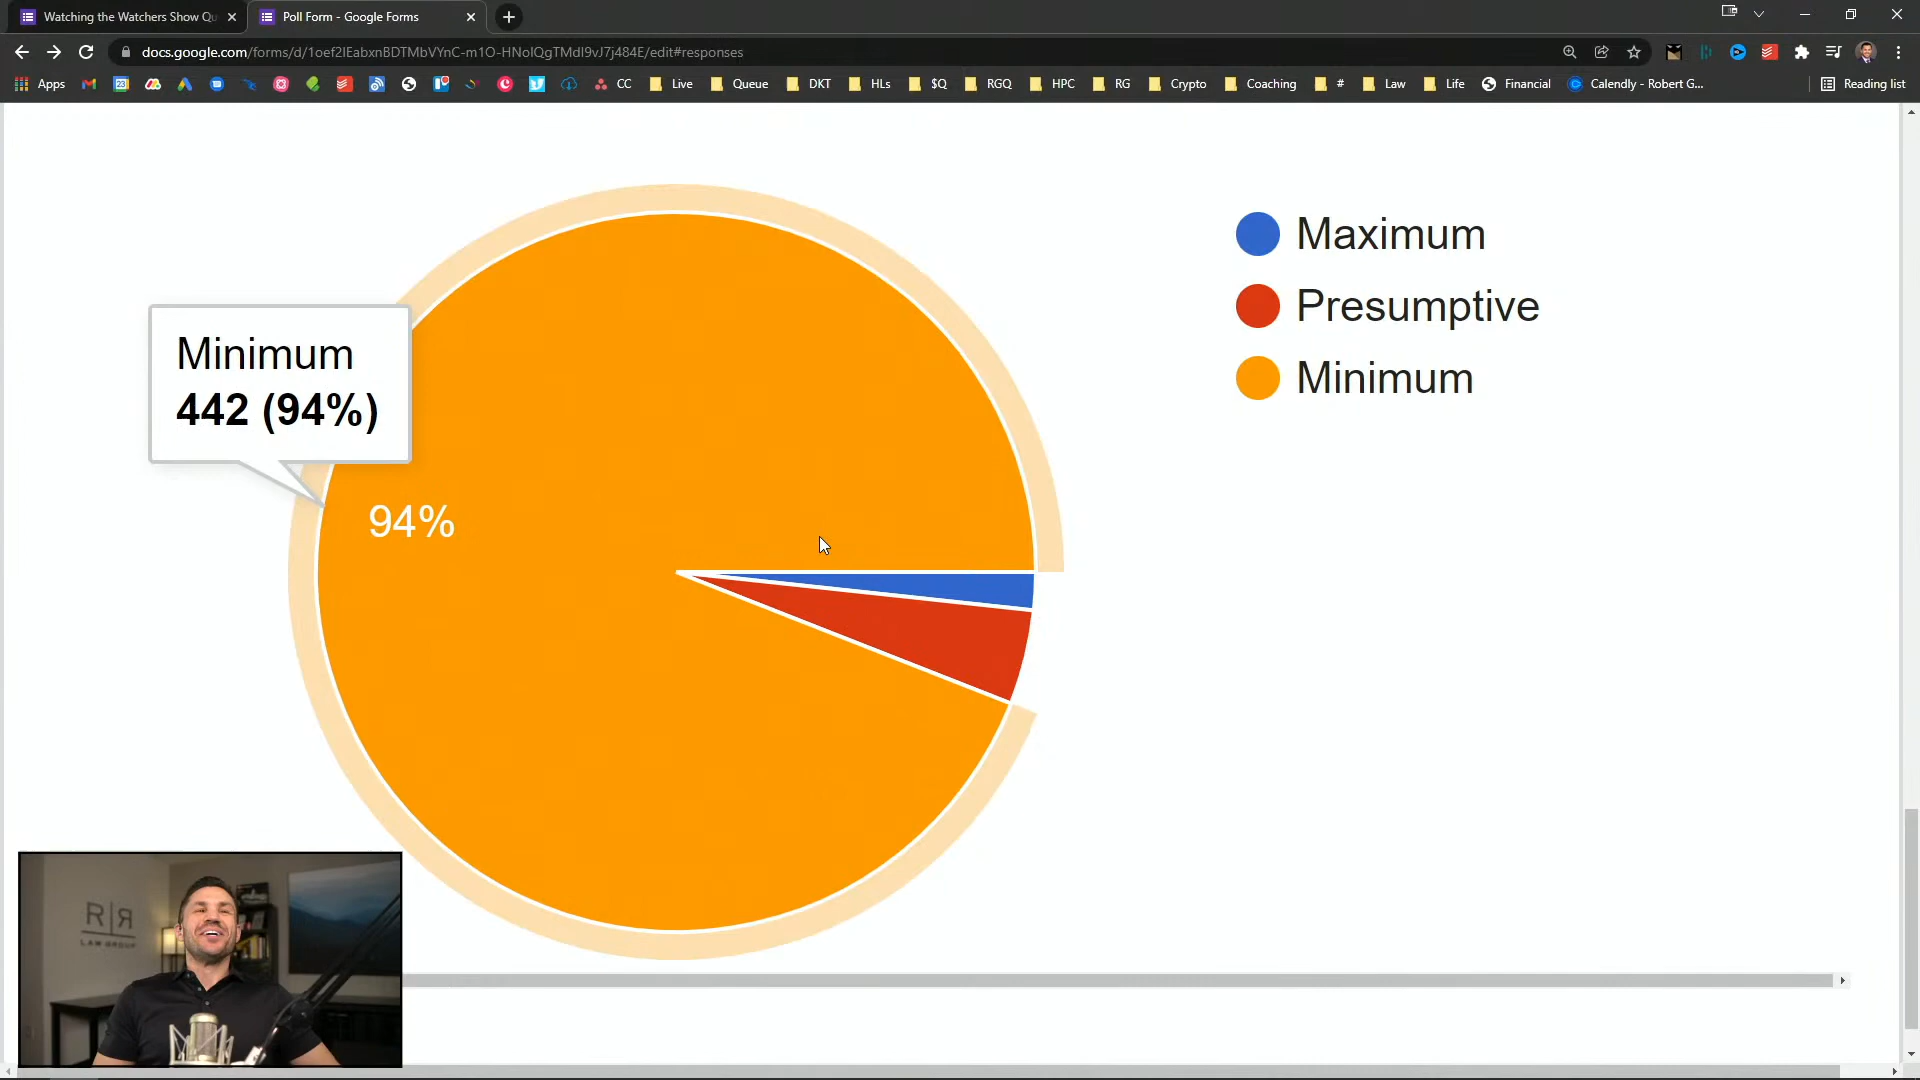 Watching the Watchers Show Qu
Poll Form - Google Forms
docs.google.com/forms/d/1oef2lEabxnBDTMbVYnC-m1O-HNolQgTMdl9vJ7j484E/edit#responses
Apps
CC
Live
Queue
DKT
HLs
$Q
RGQ
HPC
RG
Crypto
Coaching
#
Law
Life
Financial
Calendly - Robert G...
Reading list
Maximum
Presumptive
Minimum
Minimum
442 (94%)
94%
R|R
LAW GROUP